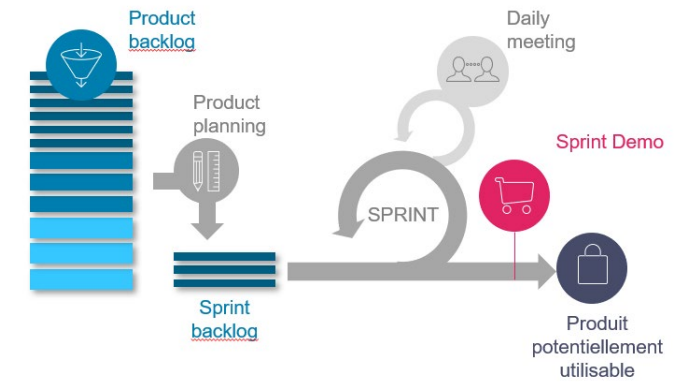 Product
backlog
Product
planning
Sprint
backlog
Daily
meeting
SPRINT
Sprint Demo
Produit
potentiellement
utilisable